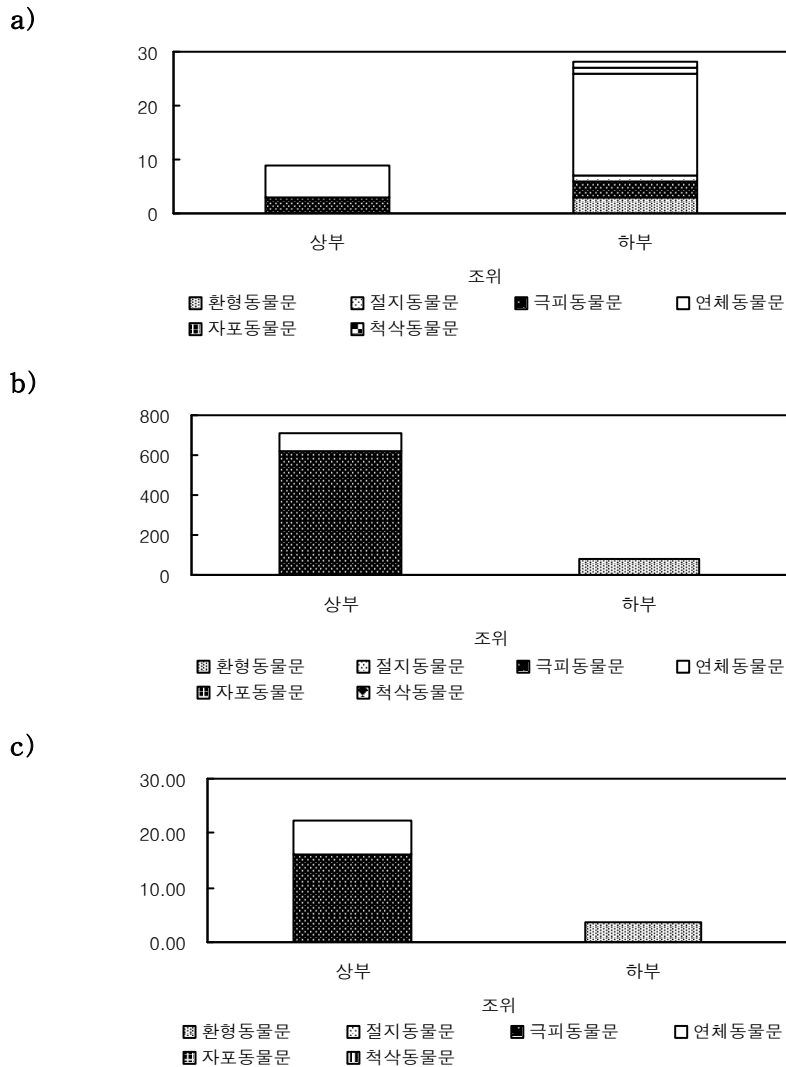 a)
30
20
10
0
상부 하부
조위
환형동물문 절지동물문 극피동물문 연체동물문
자포동물문 척삭동물문
b)
800
600
400
200
0
상부 하부
조위
환형동물문 절지동물문 극피동물문 연체동물문
자포동물문 척삭동물문
c)
30.00
20.00
10.00
0.00
상부 하부
조위
환형동물문 절지동물문 극피동물문 연체동물문
자포동물문 척삭동물문